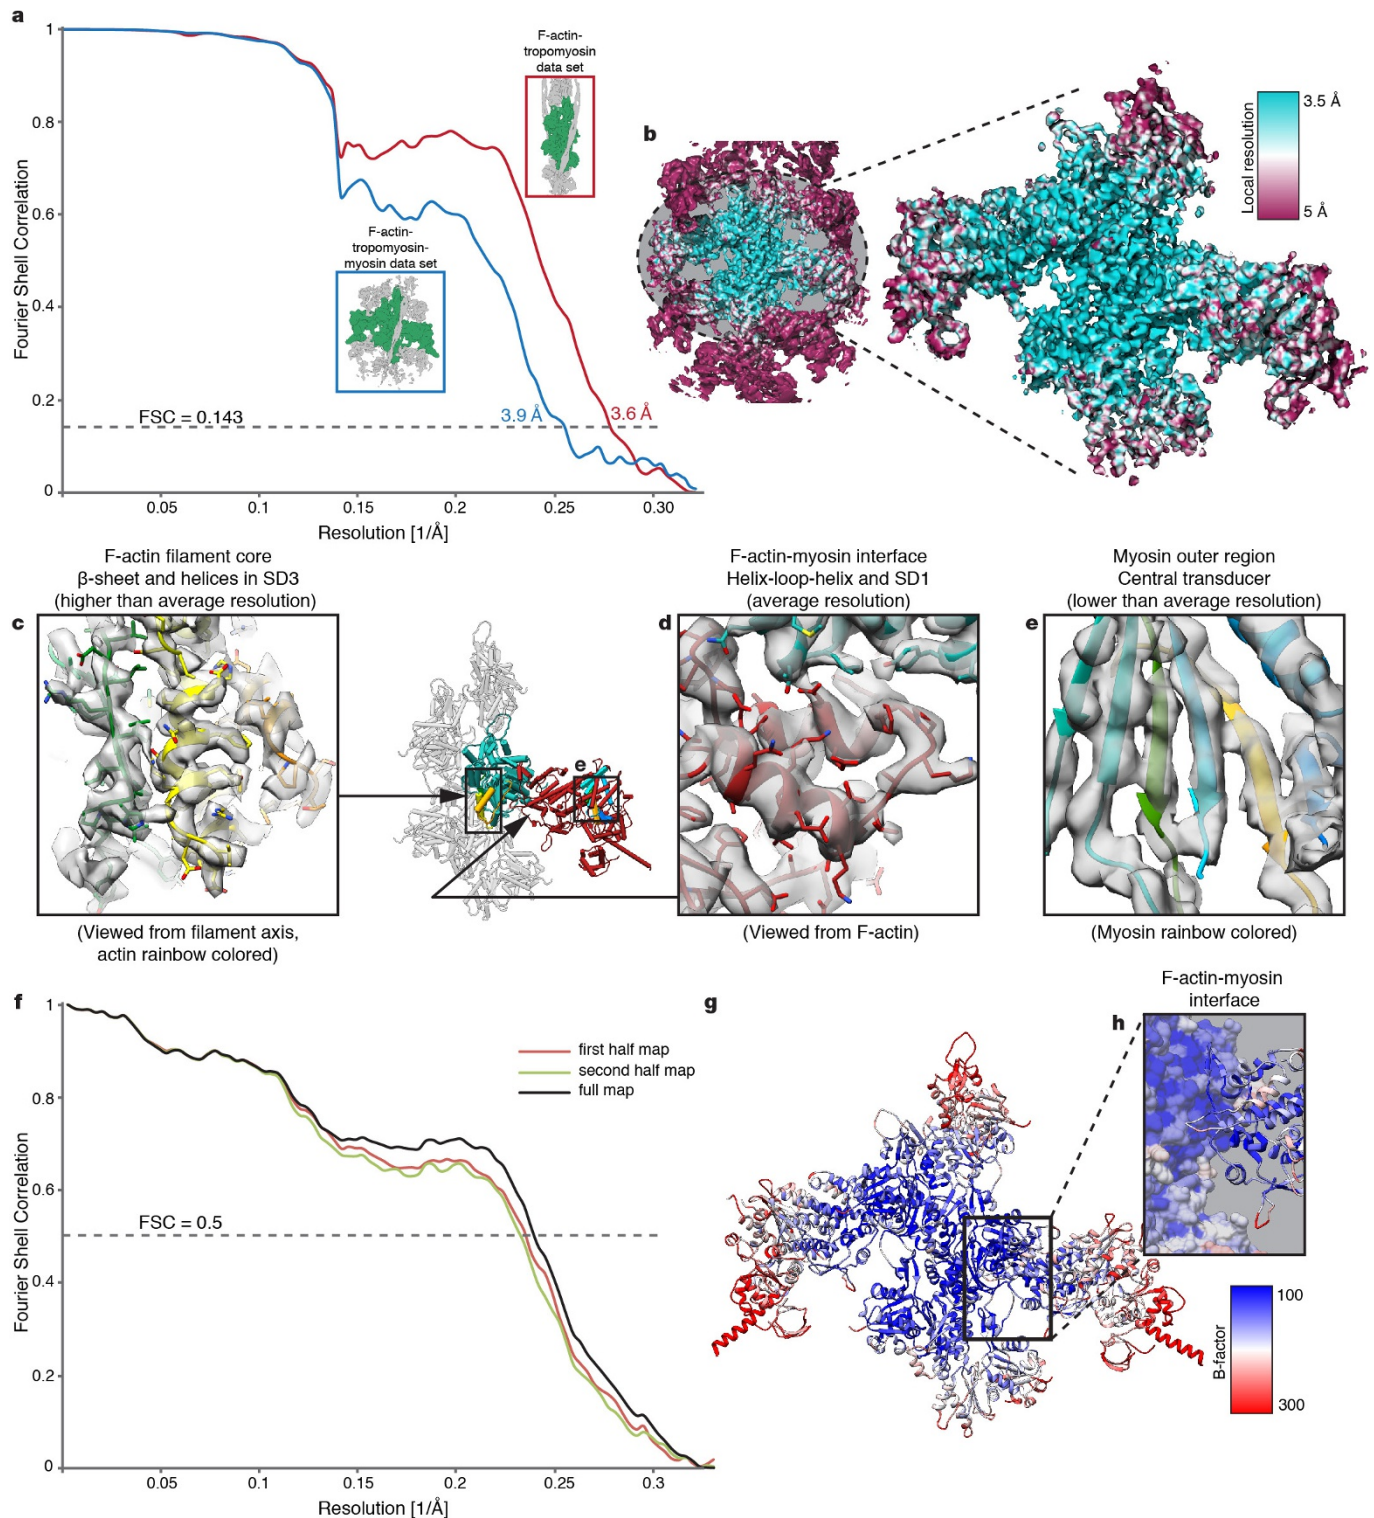 a
1
0.8
0.6
0.4
0.2
0
Fourier Shell Correlation
0.05
0.1
0.15
0.2
0.25
0.30
Resolution [1/Å]
F-actin-
tropomyosin
data set
F-actin-
tropomyosin-
myosin data set
FSC = 0.143
3.9 Å
3.6 Å
b
Local resolution
3.5 Å
5 Å
F-actin filament core
β-sheet and helices in SD3
(higher than average resolution)
c
(Viewed from filament axis,
actin rainbow colored)
e
F-actin-myosin interface
Helix-loop-helix and SD1
(average resolution)
d
(Viewed from F-actin)
Myosin outer region
Central transducer
(lower than average resolution)
e
(Myosin rainbow colored)
f
1
0.8
0.6
0.4
0.2
0
Fourier Shell Correlation
0.05
0.1
0.15
0.2
0.25
0.3
Resolution [1/Å]
first half map
second half map
full map
FSC = 0.5
g
F-actin-myosin
interface
h
B-factor
100
300